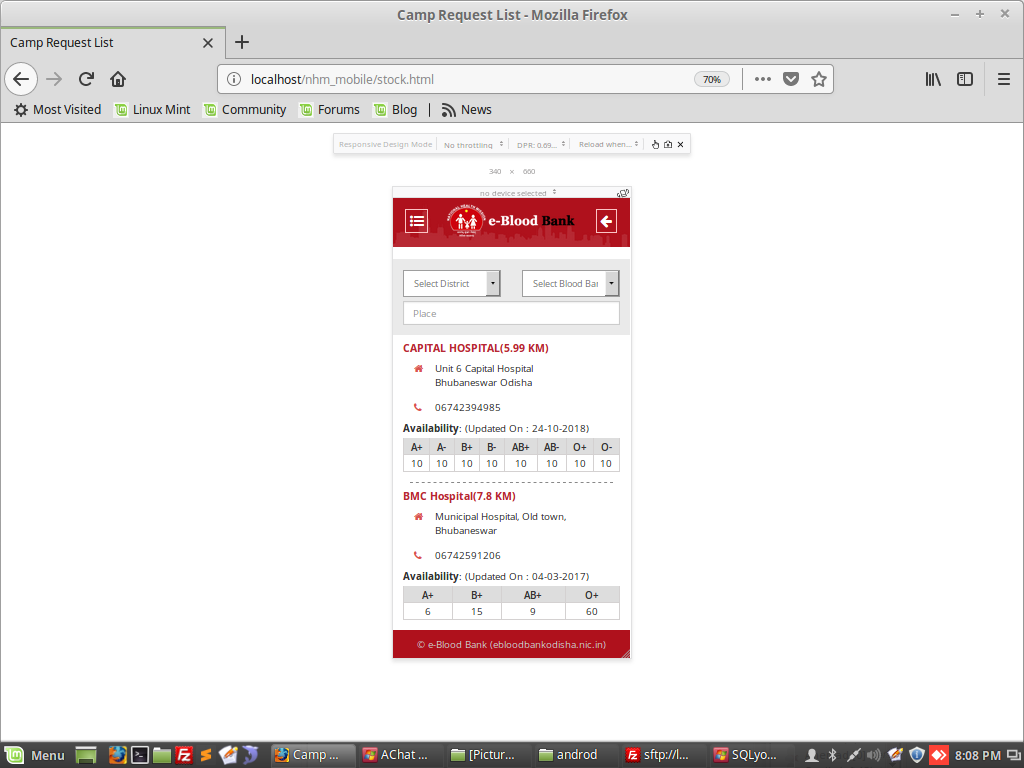 Camp Request List - Mozilla Firefox
Camp Request List
localhost/nhm_mobile/stock.html
70%
Most Visited
Linux Mint
Community
Forums
Blog
News
Responsive Design Mode
No throttling
DPR: 0.69...
Reload when...
340 × 660
no device selected
e-Blood Bank
Select District
Select Blood Bar
Place
CAPITAL HOSPITAL(5.99 KM)
Unit 6 Capital Hospital
Bhubaneswar Odisha
06742394985
Availability: (Updated On : 24-10-2018)
A+ A- B+ B- AB+ AB- O+ O-
10 10 10 10 10 10 10 10
BMC Hospital(7.8 KM)
Municipal Hospital, Old town,
Bhubaneswar
06742591206
Availability: (Updated On : 04-03-2017)
A+ B+ AB+ O+
6 15 9 60
© e-Blood Bank (ebloodbankodisha.nic.in)
Menu
Camp ...
AChat ...
[Pictur...
androd
sftp://l...
SQLyo...
8:08 PM